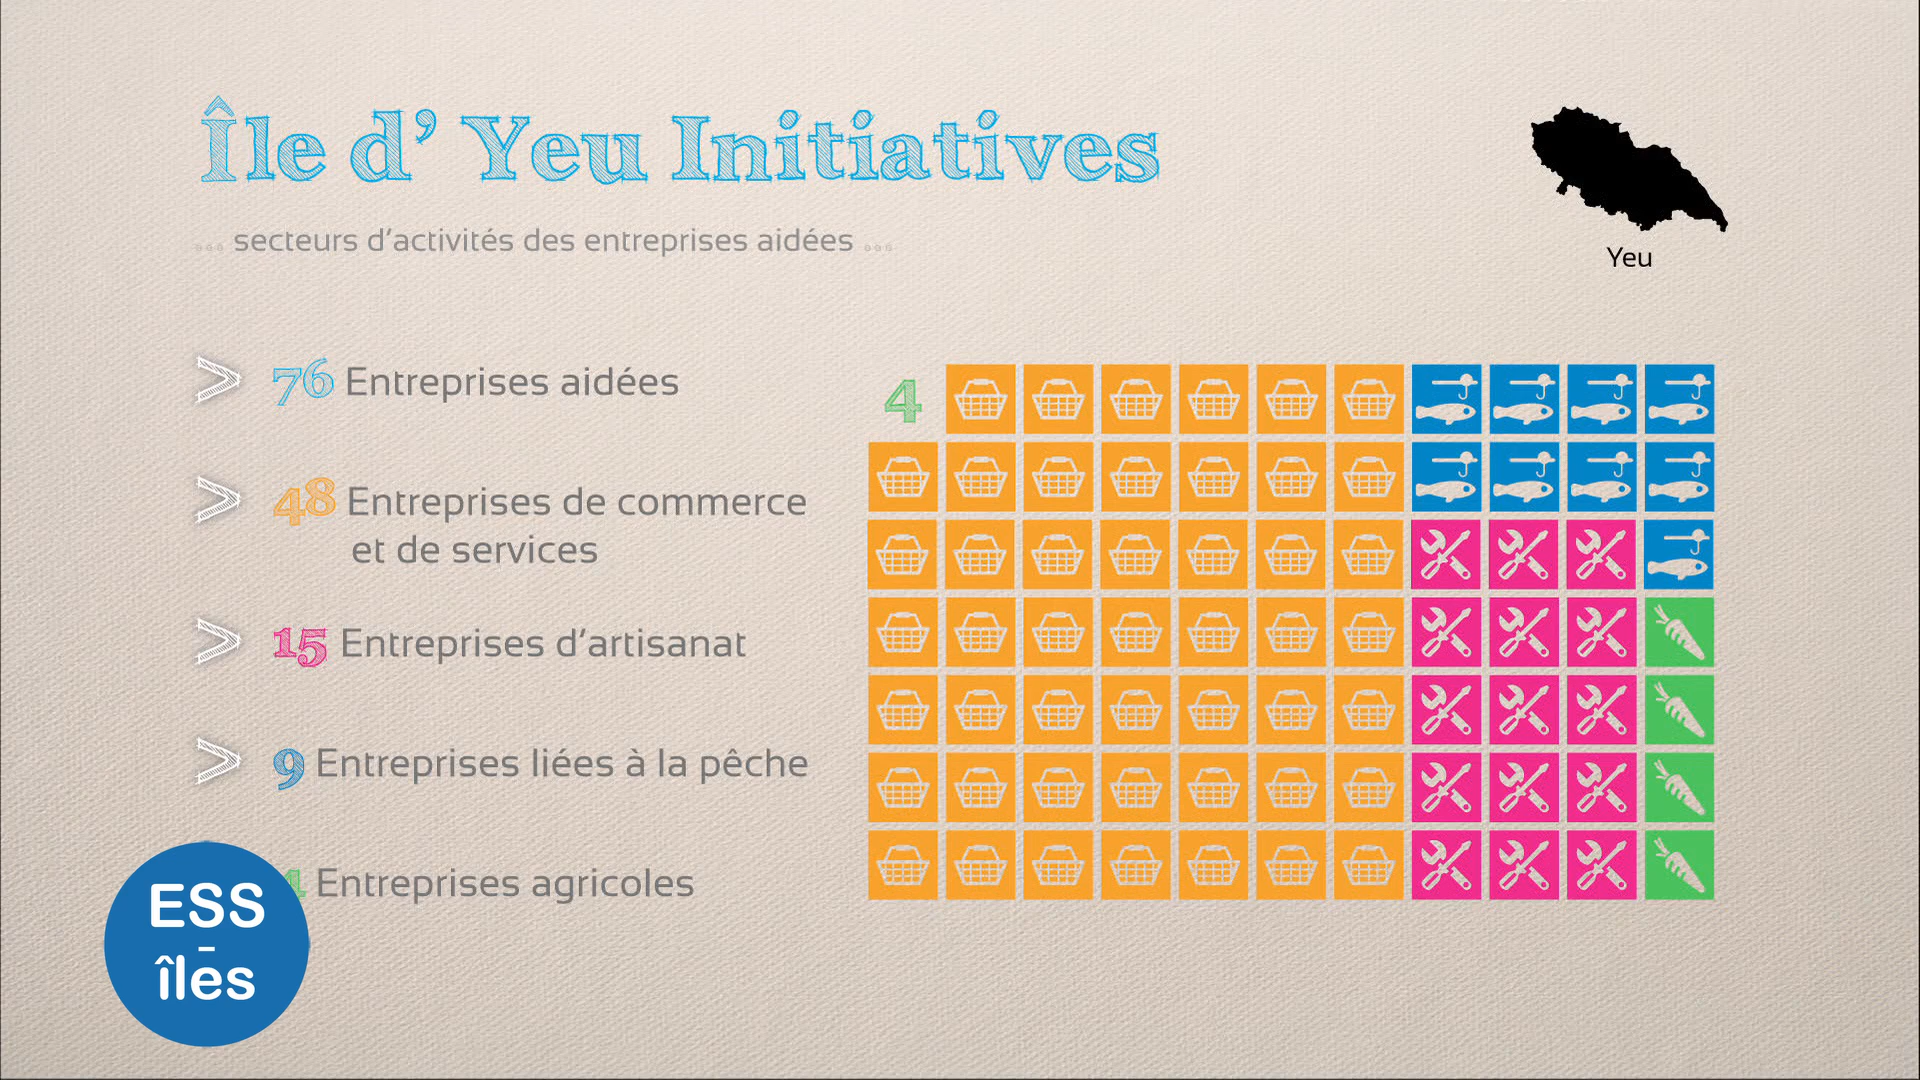 Île d’ Yeu Initiatives
... secteurs d’activités des entreprises aidées ...
Yeu
> 76 Entreprises aidées
> 48 Entreprises de commerce
et de services
> 15 Entreprises d’artisanat
> 9 Entreprises liées à la pêche
4 Entreprises agricoles
4
ESS
-
îles